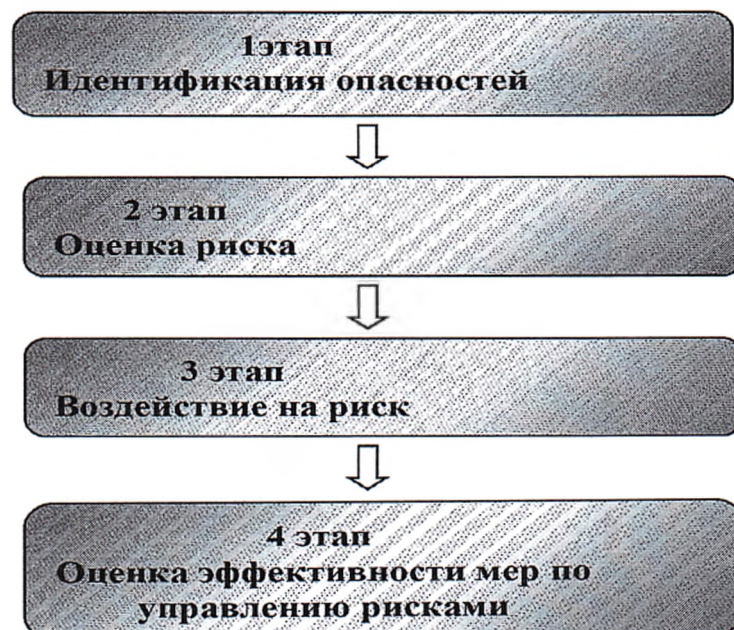 1этап
Идентификация опасностей
2 этап
Оценка риска
3 этап
Воздействие на риск
4 этап
Оценка эффективности мер по
управлению рисками